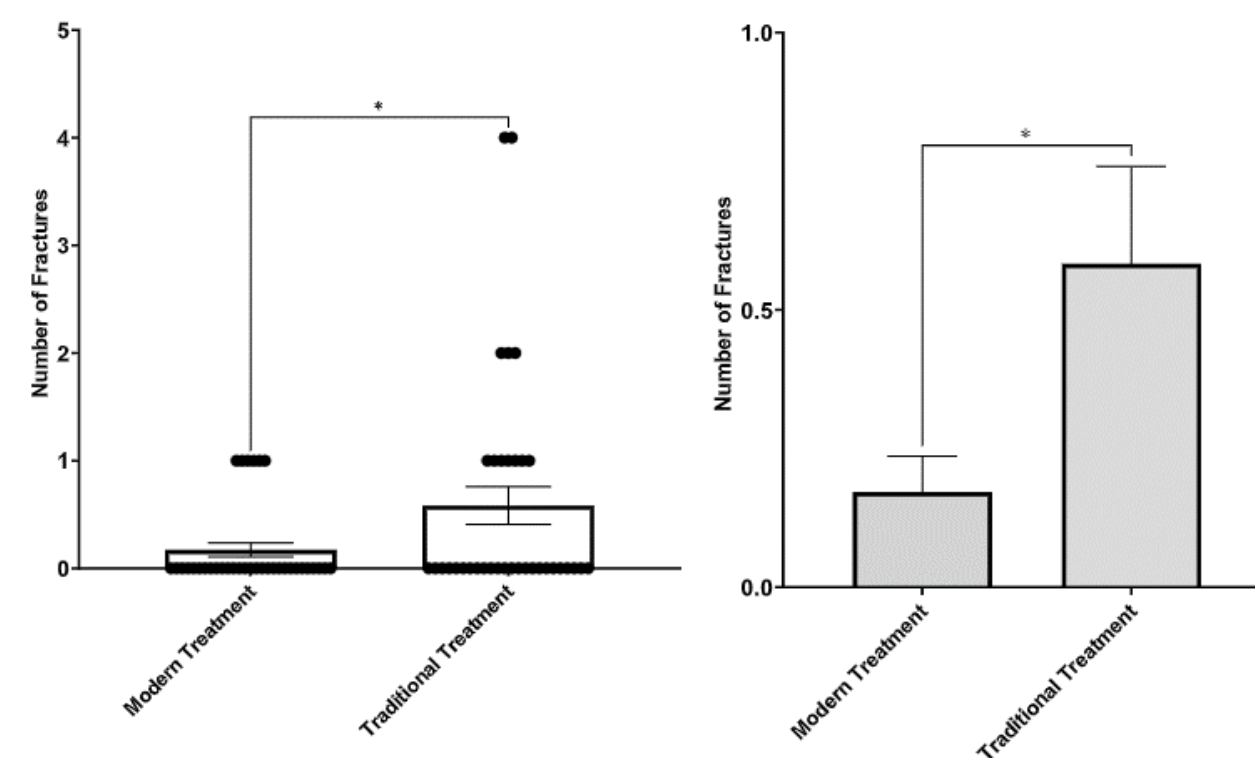 5
4
3
2
1
0
Number of Fractures
*
Modern Treatment
Traditional Treatment
1.0
0.5
0.0
Number of Fractures
*
Modern Treatment
Traditional Treatment